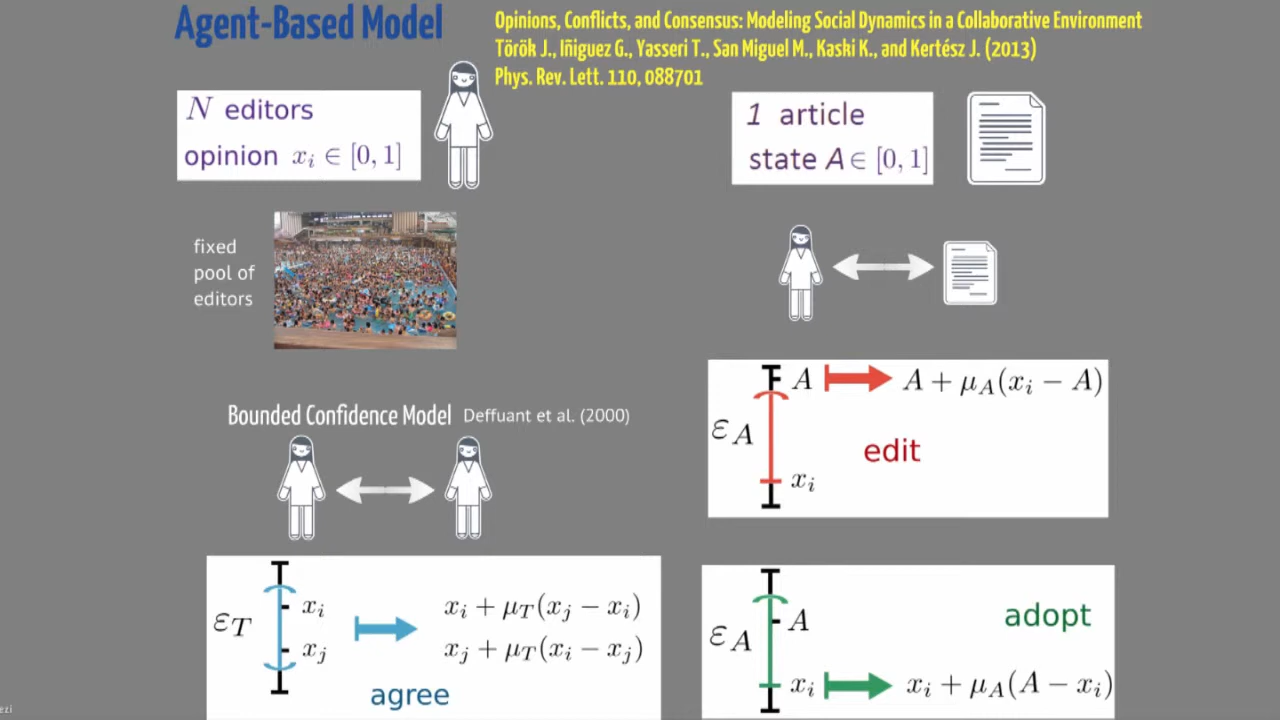 Agent-Based Model
Opinions, Conflicts, and Consensus: Modeling Social Dynamics in a Collaborative Environment
Török J., Iñiguez G., Yasseri T., San Miguel M., Kaski K., and Kertész J. (2013)
Phys. Rev. Lett. 110, 088701
N editors
opinion x_i ∈ [0, 1]
1 article
state A ∈ [0, 1]
fixed
pool of
editors
Bounded Confidence Model Deffuant et al. (2000)
ε_T
x_i
x_j
x_i + μ_T(x_j − x_i)
x_j + μ_T(x_i − x_j)
agree
ε_A
A
A + μ_A(x_i − A)
edit
x_i
ε_A
A
adopt
x_i
x_i + μ_A(A − x_i)